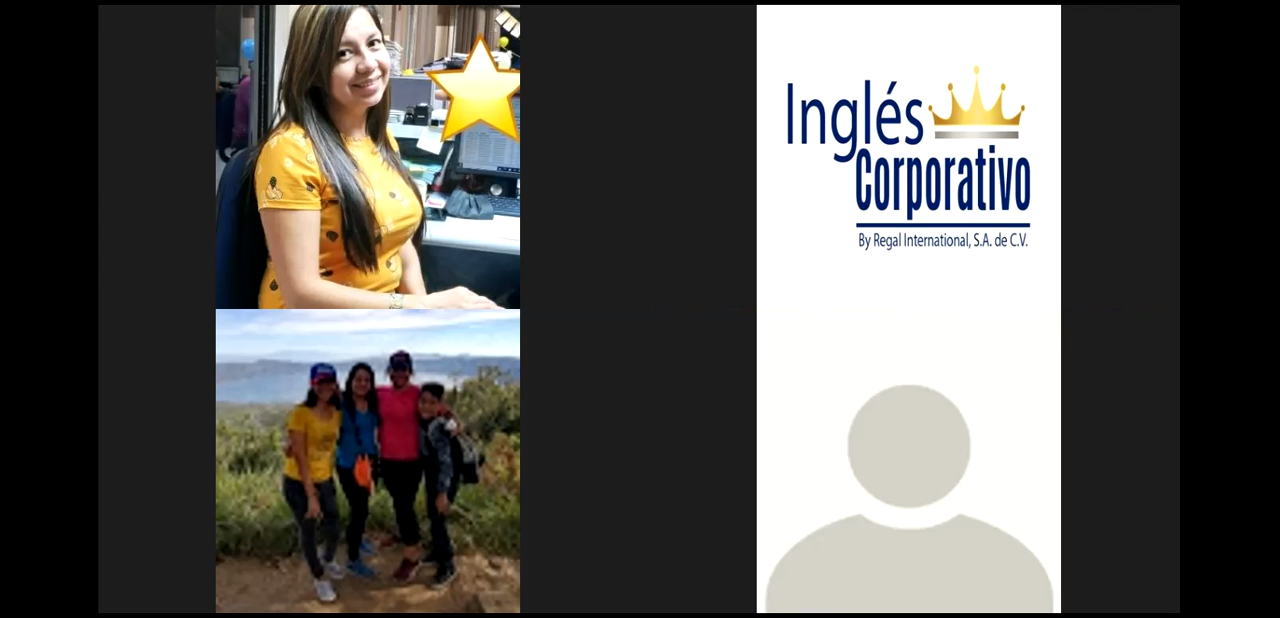 Inglés
Corporativo
By Regal International, S.A. de C.V.